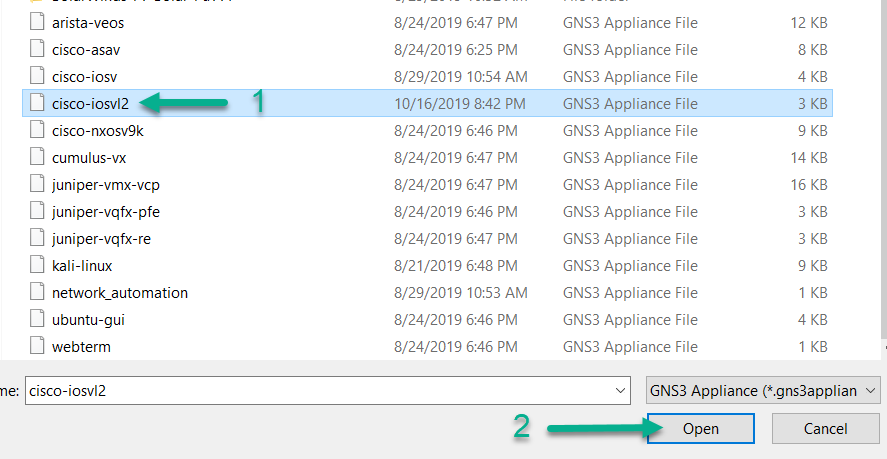 arista-veos 8/24/2019 6:47 PM GNS3 Appliance File 12 KB
cisco-asav 8/24/2019 6:25 PM GNS3 Appliance File 8 KB
cisco-iosv 8/29/2019 10:54 AM GNS3 Appliance File 4 KB
cisco-iosvl2 1 10/16/2019 8:42 PM GNS3 Appliance File 3 KB
cisco-nxosv9k 8/24/2019 6:46 PM GNS3 Appliance File 9 KB
cumulus-vx 8/24/2019 6:47 PM GNS3 Appliance File 14 KB
juniper-vmx-vcp 8/24/2019 6:47 PM GNS3 Appliance File 16 KB
juniper-vqfx-pfe 8/24/2019 6:46 PM GNS3 Appliance File 3 KB
juniper-vqfx-re 8/24/2019 6:47 PM GNS3 Appliance File 3 KB
kali-linux 8/21/2019 6:48 PM GNS3 Appliance File 9 KB
network_automation 8/29/2019 10:53 AM GNS3 Appliance File 1 KB
ubuntu-gui 8/24/2019 6:46 PM GNS3 Appliance File 4 KB
webterm 8/24/2019 6:46 PM GNS3 Appliance File 1 KB
me: cisco-iosvl2 GNS3 Appliance (*.gns3applian
2 Open Cancel